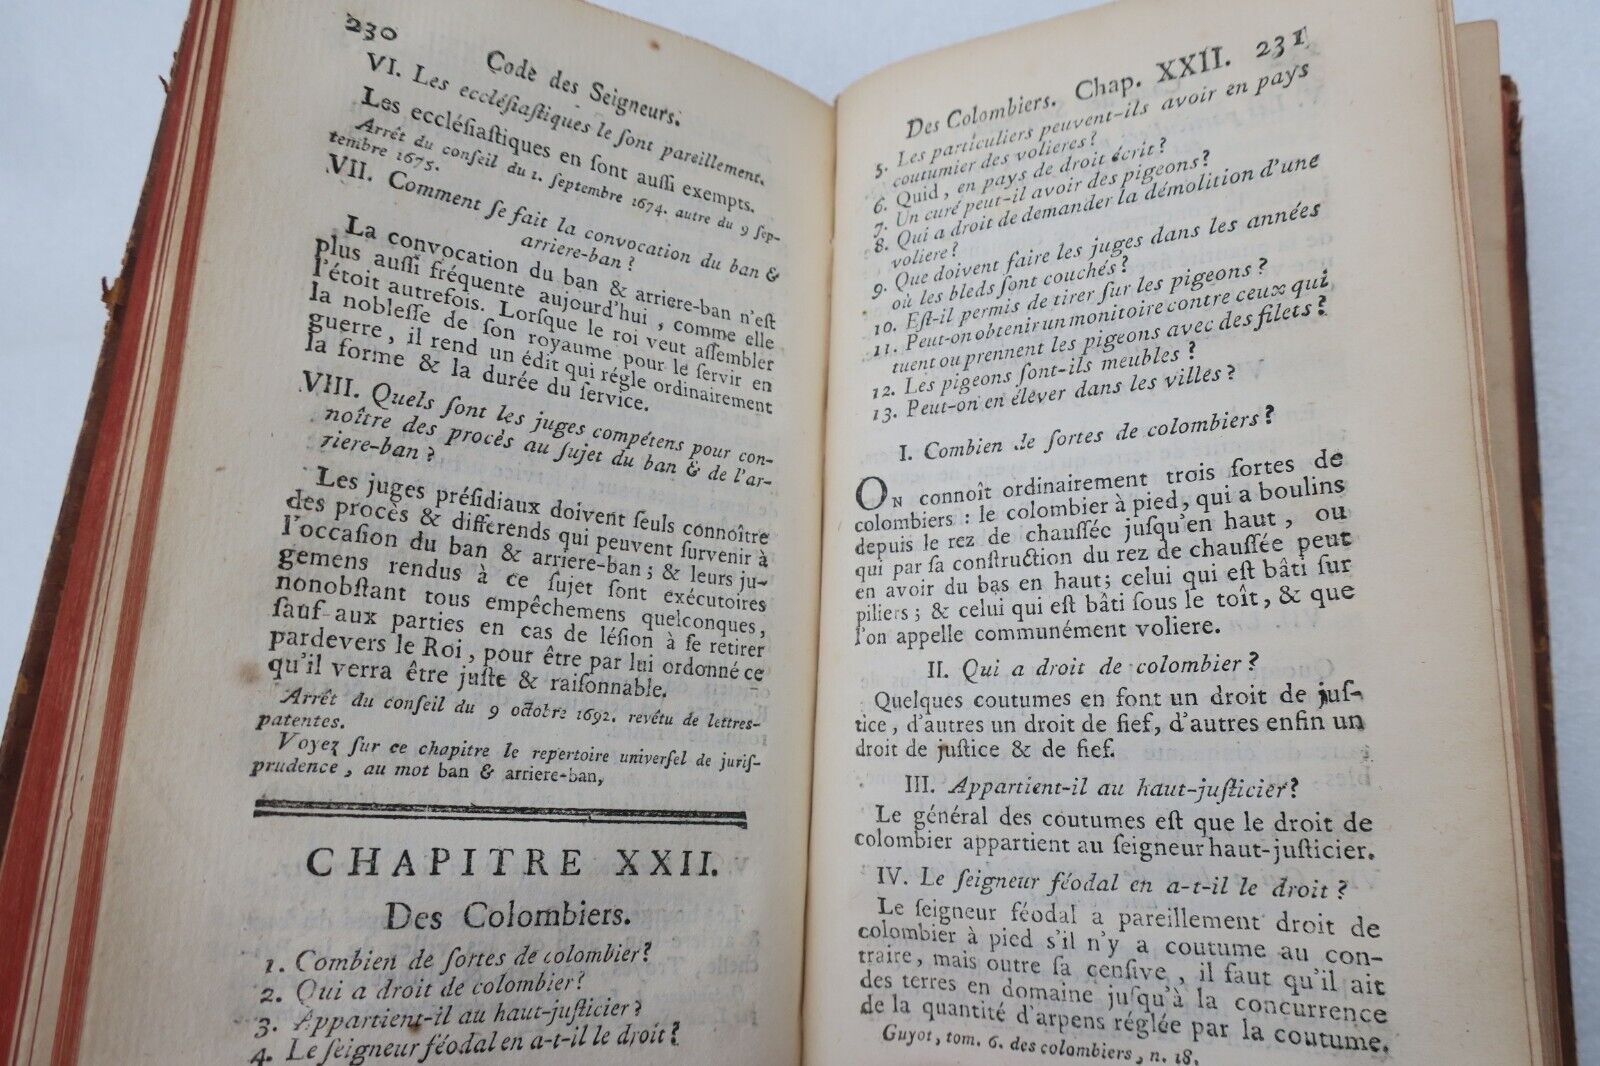 230
Code des Seigneurs.
VI. Les eccléſiaſtiques le ſont pareillement.
Les eccléſiaſtiques en ſont auſſi exempts.
Arrêt du conſeil du 1. ſeptembre 1674. autre du 9 ſep-
tembre 1675.
VII. Comment ſe fait la convocation du ban &
arriere-ban ?
La convocation du ban & arriere-ban n'eſt
plus auſſi fréquente aujourd'hui , comme elle
l'étoit autrefois. Lorſque le roi veut aſſembler
la nobleſſe de ſon royaume pour le ſervir en
guerre, il rend un édit qui régle ordinairement
la forme & la durée du ſervice.
VIII. Quels ſont les juges compétens pour con-
noître des procès au ſujet du ban & de l'ar-
riere-ban ?
Les juges préſidiaux doivent ſeuls connoître
des procès & différends qui peuvent ſurvenir à
l'occaſion du ban & arriere-ban ; & leurs ju-
gemens rendus à ce ſujet ſont exécutoires
nonobſtant tous empêchemens quelconques,
ſauf aux parties en cas de léſion à ſe retirer
pardevers le Roi, pour être par lui ordonné ce
qu'il verra être juſte & raiſonnable.
Arrêt du conſeil du 9 octobre 1692. revêtu de lettres-
patentes.
Voyez ſur ce chapitre le repertoire univerſel de juriſ-
prudence , au mot ban & arriere-ban,
CHAPITRE XXII.
Des Colombiers.
1. Combien de ſortes de colombier?
2. Qui a droit de colombier?
3. Appartient-il au haut-juſticier?
4. Le ſeigneur féodal en a-t-il le droit?
Des Colombiers. Chap. XXII. 231
5. Les particuliers peuvent-ils avoir en pays
coutumier des volieres?
6. Quid, en pays de droit écrit?
7. Un curé peut-il avoir des pigeons?
8. Qui a droit de demander la démolition d'une
voliere?
9. Que doivent faire les juges dans les années
où les bleds ſont couchés?
10. Eſt-il permis de tirer ſur les pigeons?
11. Peut-on obtenir un monitoire contre ceux qui
tuent ou prennent les pigeons avec des filets?
12. Les pigeons ſont-ils meubles?
13. Peut-on en élever dans les villes?
I. Combien de ſortes de colombiers?
ON connoît ordinairement trois ſortes de
colombiers : le colombier à pied, qui a boulins
depuis le rez de chauſſée juſqu'en haut, ou
qui par ſa conſtruction du rez de chauſſée peut
en avoir du bas en haut; celui qui eſt bâti ſur
piliers ; & celui qui eſt bâti ſous le toît, & que
l'on appelle communément voliere.
II. Qui a droit de colombier?
Quelques coutumes en font un droit de juſ-
tice, d'autres un droit de fief, d'autres enfin un
droit de juſtice & de fief.
III. Appartient-il au haut-juſticier?
Le général des coutumes eſt que le droit de
colombier appartient au ſeigneur haut-juſticier.
IV. Le ſeigneur féodal en a-t-il le droit?
Le ſeigneur féodal a pareillement droit de
colombier à pied s'il n'y a coutume au con-
traire, mais outre ſa cenſive, il faut qu'il ait
des terres en domaine juſqu'à la concurrence
de la quantité d'arpens réglée par la coutume.
Guyot, tom. 6. des colombiers, n. 18.